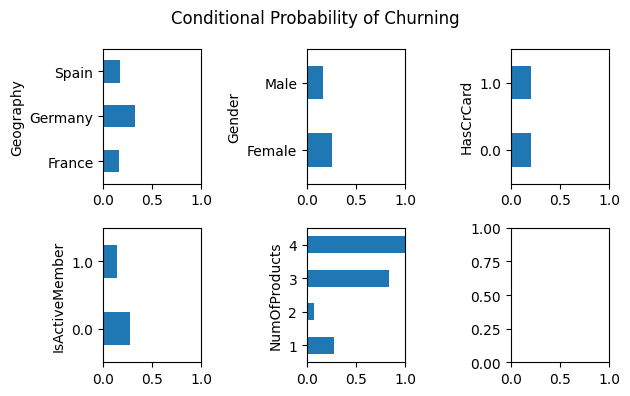 Conditional Probability of Churning
Geography
Spain
Germany
France
0.0 0.5 1.0
Gender
Male
Female
0.0 0.5 1.0
HasCrCard
1.0
0.0
0.0 0.5 1.0
IsActiveMember
1.0
0.0
0.0 0.5 1.0
NumOfProducts
4
3
2
1
0.0 0.5 1.0
1.00
0.75
0.50
0.25
0.00
0.0 0.5 1.0